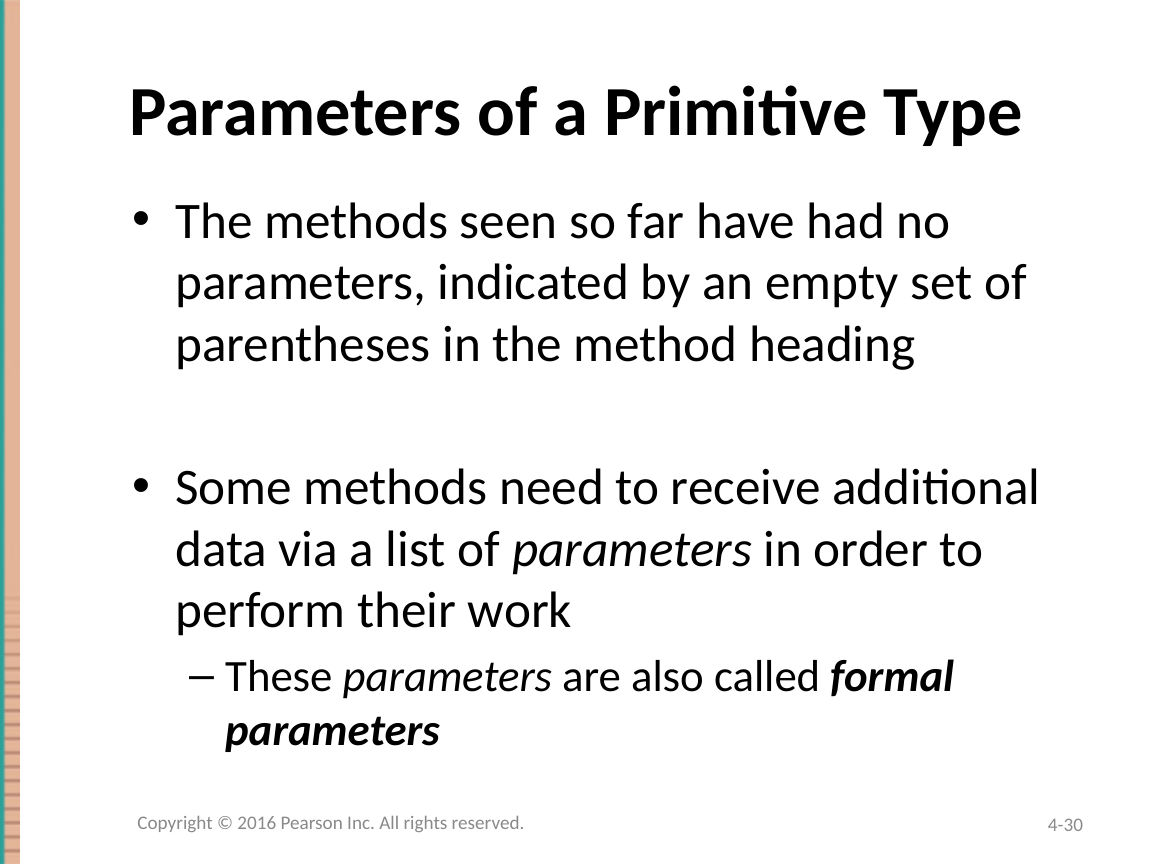 Parameters of a Primitive Type
• The methods seen so far have had no
parameters, indicated by an empty set of
parentheses in the method heading
• Some methods need to receive additional
data via a list of parameters in order to
perform their work
– These parameters are also called formal
parameters
Copyright © 2016 Pearson Inc. All rights reserved.
4-30